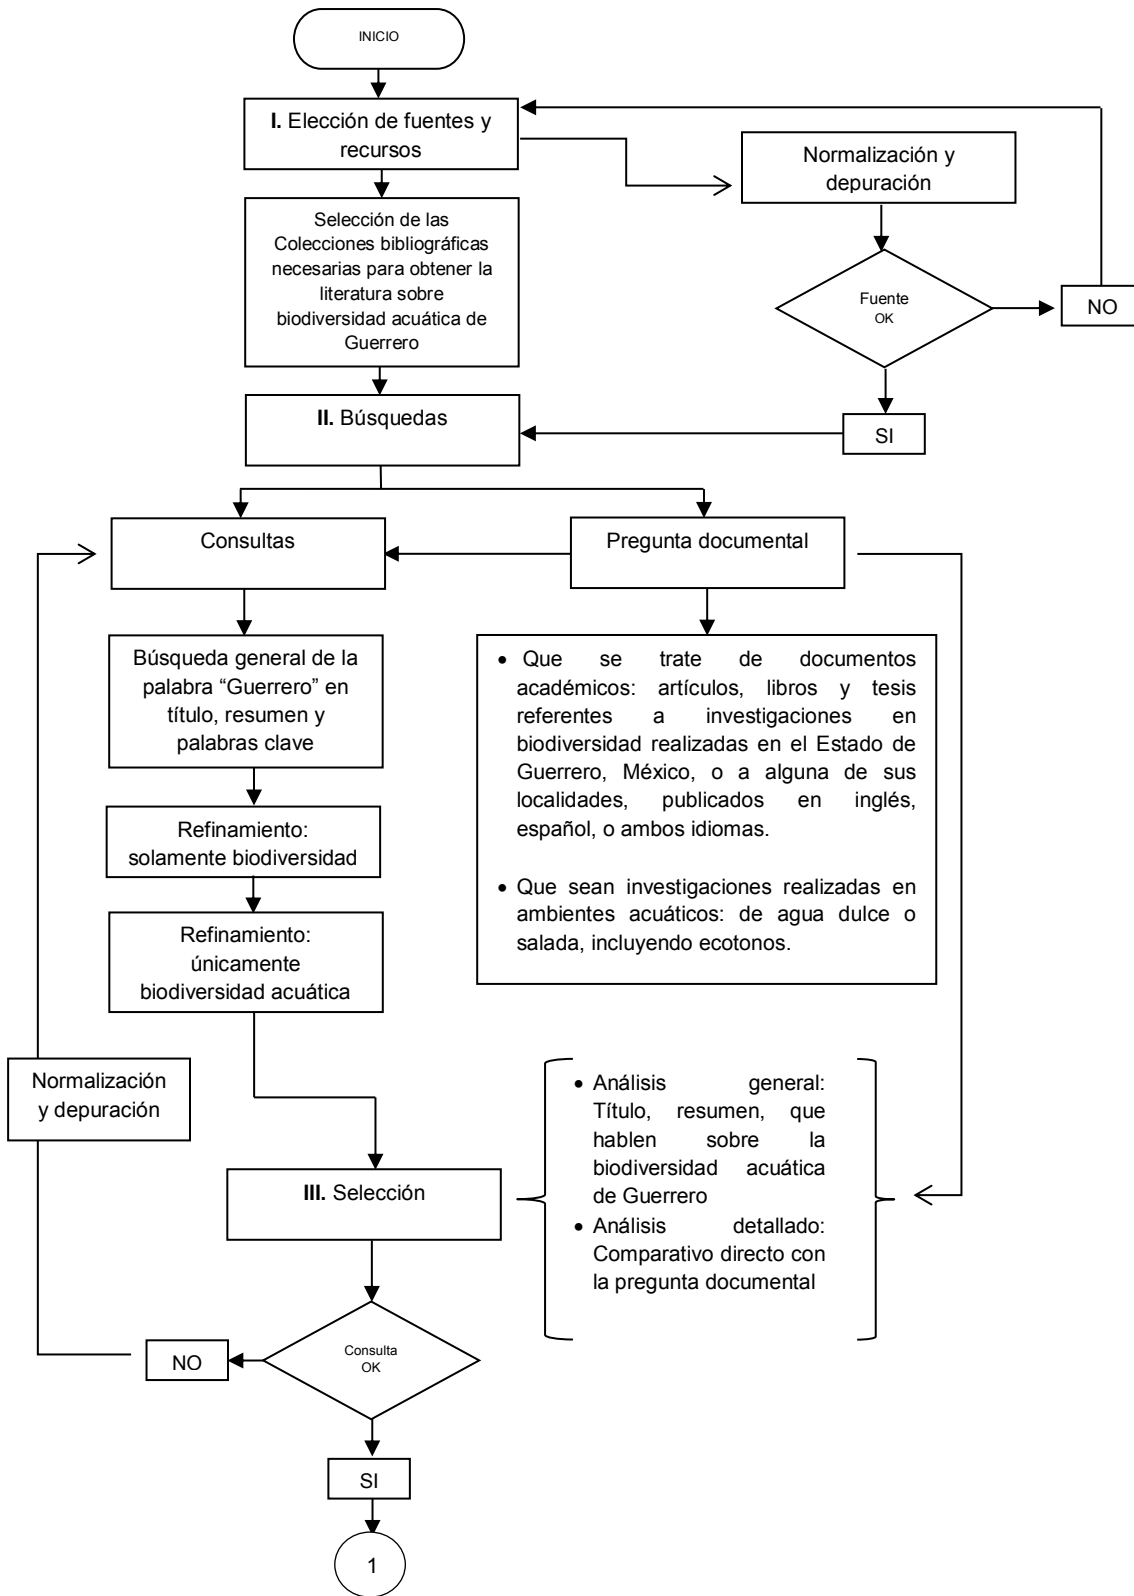 INICIO
I. Elección de fuentes y
recursos
Normalización y
depuración
Selección de las
Colecciones bibliográficas
necesarias para obtener la
literatura sobre
biodiversidad acuática de
Guerrero
Fuente
OK
NO
II. Búsquedas
SI
Consultas
Pregunta documental
Búsqueda general de la
palabra “Guerrero” en
título, resumen y
palabras clave
• Que se trate de documentos
académicos: artículos, libros y tesis
referentes a investigaciones en
biodiversidad realizadas en el Estado de
Guerrero, México, o a alguna de sus
localidades, publicados en inglés,
español, o ambos idiomas.
• Que sean investigaciones realizadas en
ambientes acuáticos: de agua dulce o
salada, incluyendo ecotonos.
Refinamiento:
solamente biodiversidad
Refinamiento:
únicamente
biodiversidad acuática
Normalización
y depuración
• Análisis general:
Título, resumen, que
hablen sobre la
biodiversidad acuática
de Guerrero
• Análisis detallado:
Comparativo directo con
la pregunta documental
III. Selección
Consulta
OK
NO
SI
1